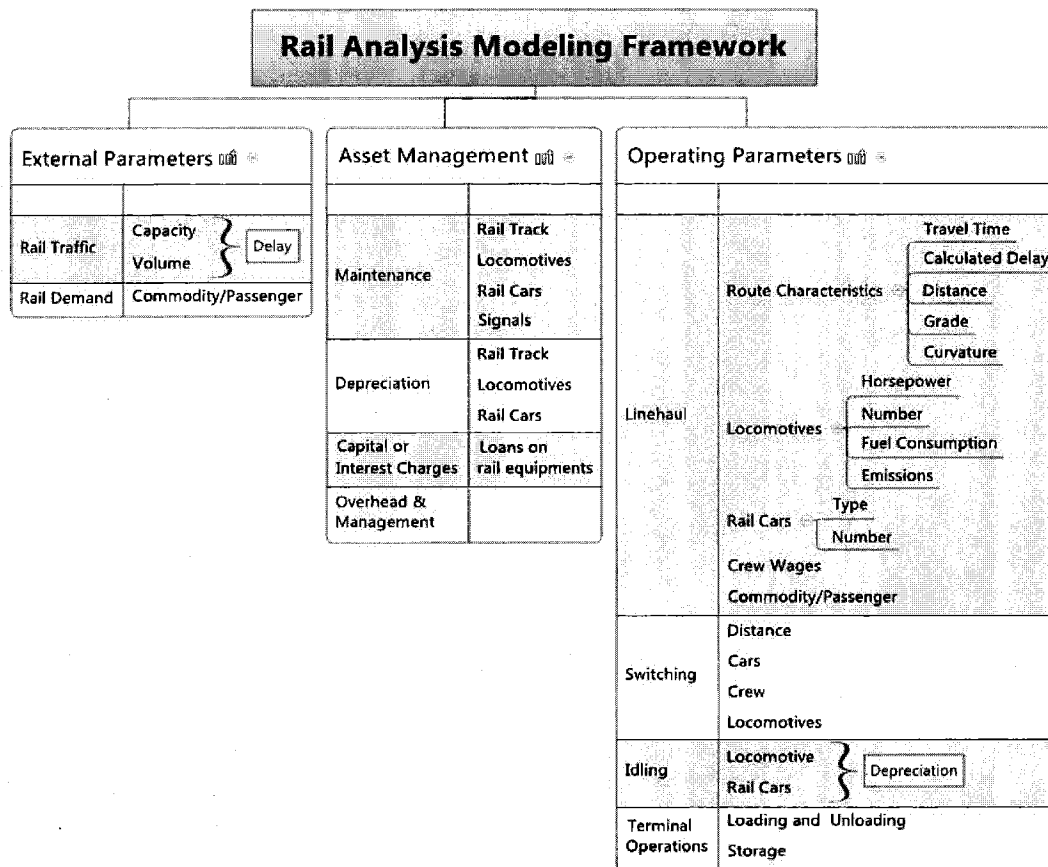 Rail Analysis Modeling Framework
External Parameters
Rail Traffic
Capacity
Volume
Delay
Rail Demand
Commodity/Passenger
Asset Management
Maintenance
Rail Track
Locomotives
Rail Cars
Signals
Depreciation
Rail Track
Locomotives
Rail Cars
Capital or
Interest Charges
Loans on
rail equipments
Overhead &
Management
Operating Parameters
Linehaul
Route Characteristics
Travel Time
Calculated Delay
Distance
Grade
Curvature
Locomotives
Horsepower
Number
Fuel Consumption
Emissions
Rail Cars
Type
Number
Crew Wages
Commodity/Passenger
Switching
Distance
Cars
Crew
Locomotives
Idling
Locomotive
Rail Cars
Depreciation
Terminal
Operations
Loading and Unloading
Storage